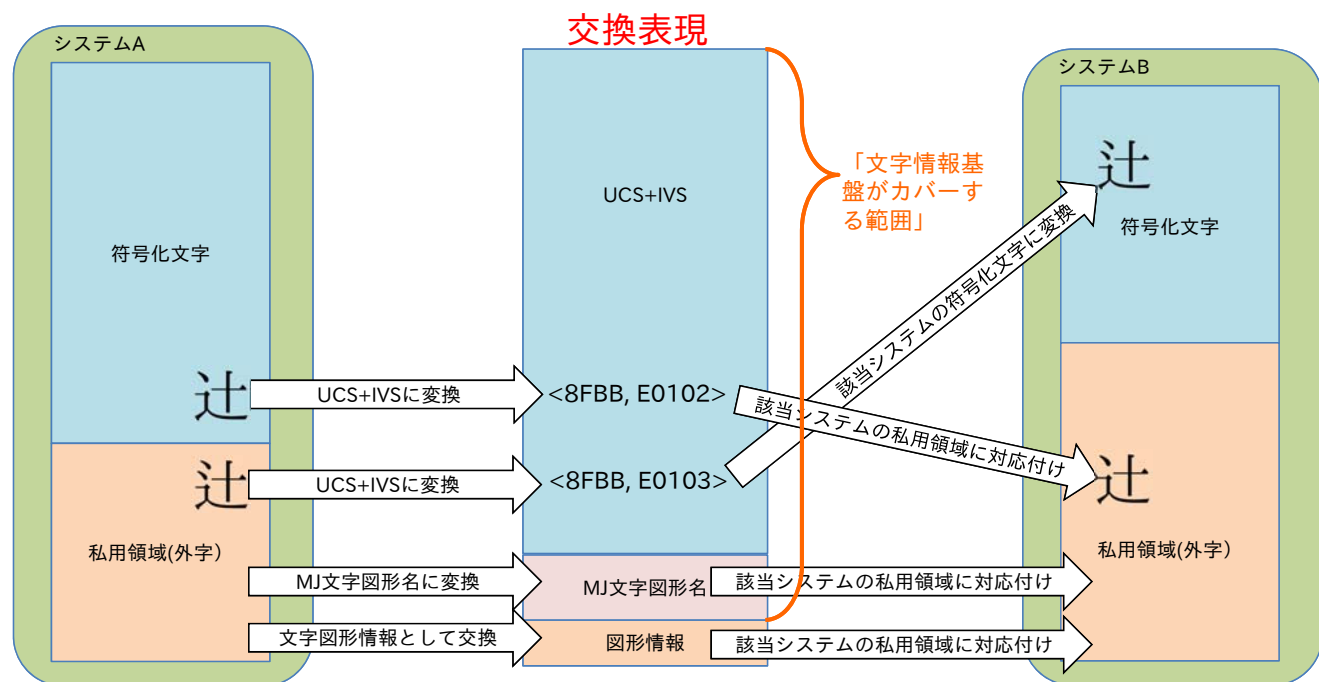 交換表現
システムA
システムB
UCS+IVS
「文字情報基
盤がカバーす
る範囲」
符号化文字
辻
符号化文字
辻
UCS+IVSに変換
<8FBB, E0102>
該当システムの符号化文字に変換
該当システムの私用領域に対応付け
辻
UCS+IVSに変換
<8FBB, E0103>
辻
私用領域(外字)
私用領域(外字)
MJ文字図形名に変換
MJ文字図形名
該当システムの私用領域に対応付け
文字図形情報として交換
図形情報
該当システムの私用領域に対応付け